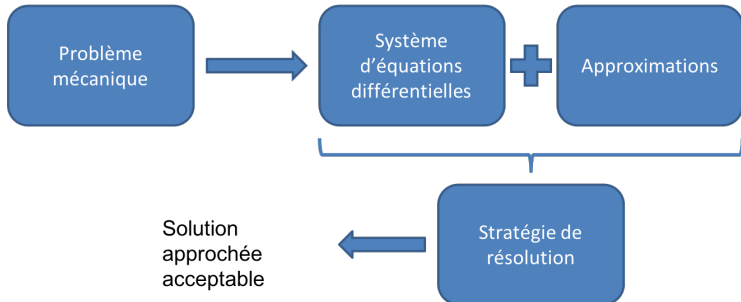 Problème
mécanique
Système
d'équations
différentielles
Approximations
Stratégie de
résolution
Solution
approchée
acceptable